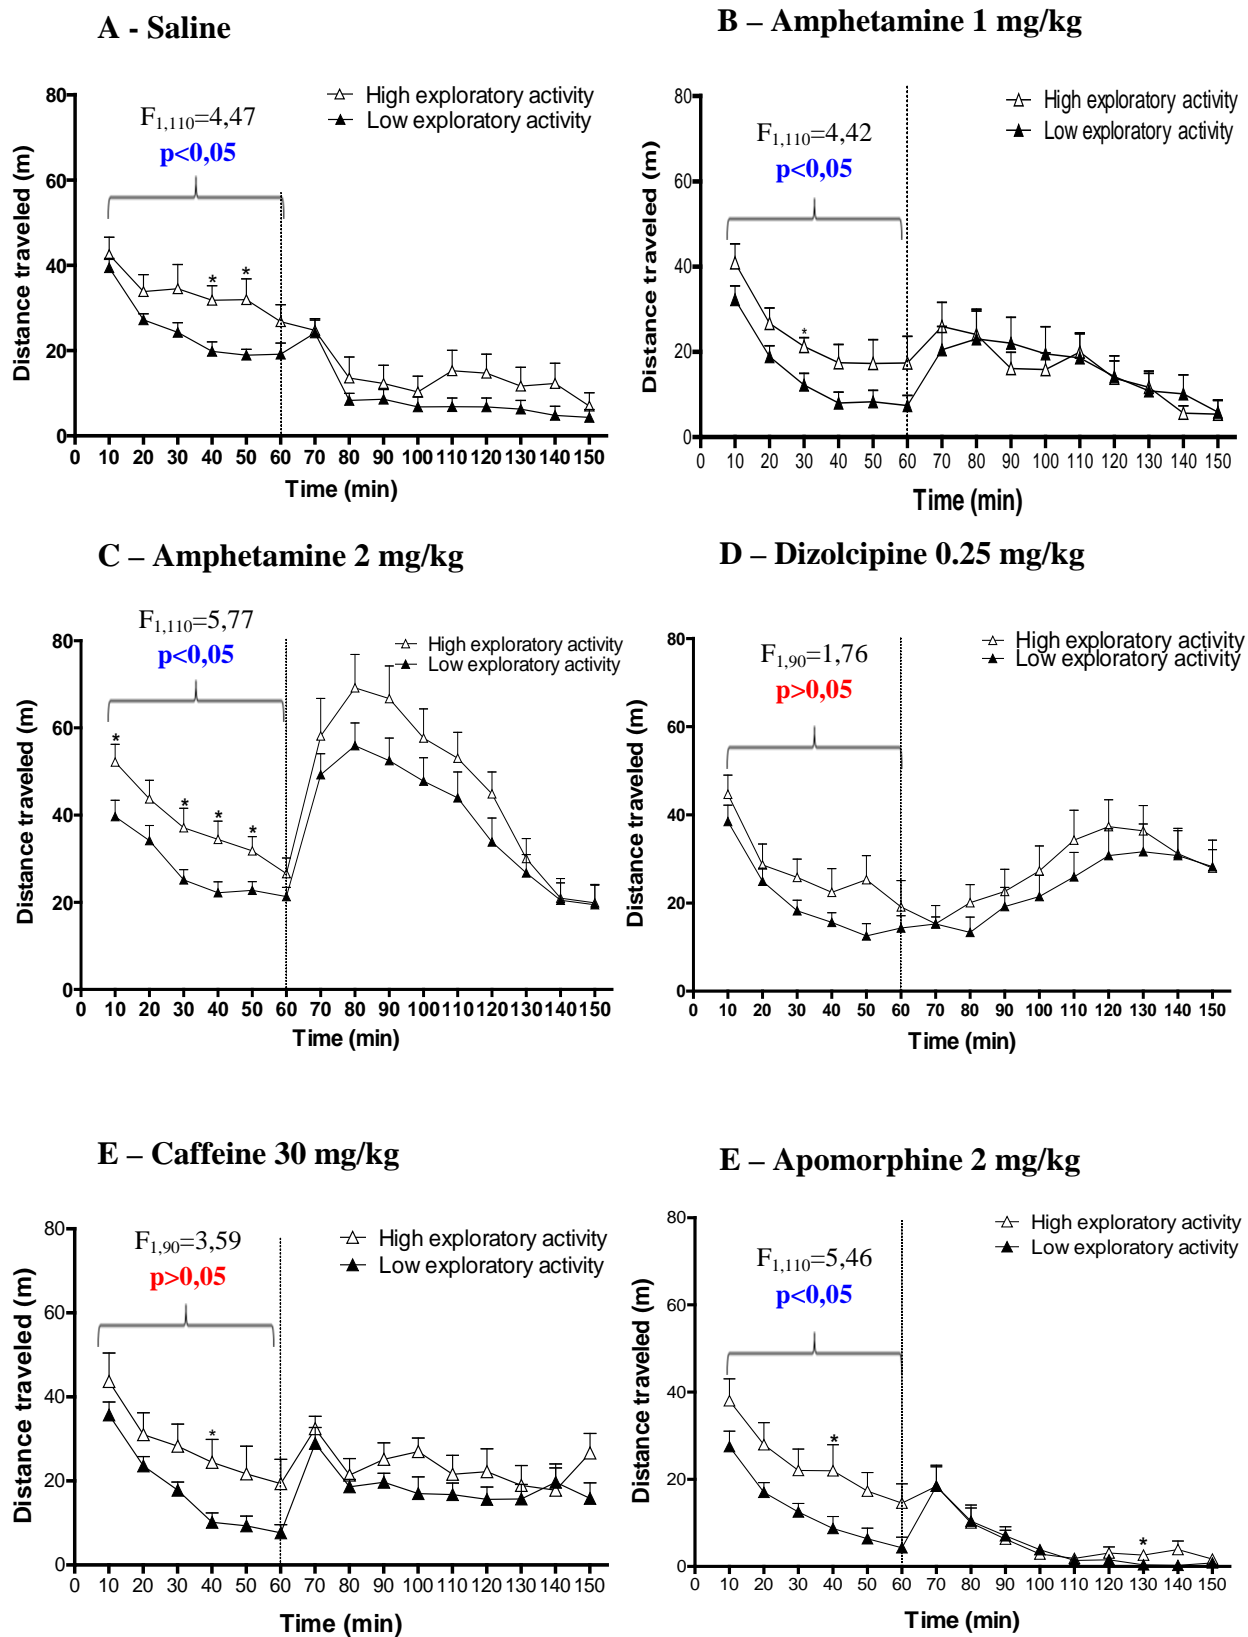 A - Saline
80
60
40
20
0
F1,110=4,47
p<0,05
High exploratory activity
Low exploratory activity
* *
Distance traveled (m)
0 10 20 30 40 50 60 70 80 90 100 110 120 130 140 150
Time (min)
B – Amphetamine 1 mg/kg
80
60
40
20
0
F1,110=4,42
p<0,05
High exploratory activity
Low exploratory activity
*
Distance traveled (m)
0 10 20 30 40 50 60 70 80 90 100 110 120 130 140 150
Time (min)
C – Amphetamine 2 mg/kg
80
60
40
20
0
F1,110=5,77
p<0,05
High exploratory activity
Low exploratory activity
* * * *
Distance traveled (m)
0 10 20 30 40 50 60 70 80 90 100 110 120 130 140 150
Time (min)
D – Dizolcipine 0.25 mg/kg
80
60
40
20
0
F1,90=1,76
p>0,05
High exploratory activity
Low exploratory activity
Distance traveled (m)
0 10 20 30 40 50 60 70 80 90 100 110 120 130 140 150
Time (min)
E – Caffeine 30 mg/kg
80
60
40
20
0
F1,90=3,59
p>0,05
High exploratory activity
Low exploratory activity
*
Distance traveled (m)
0 10 20 30 40 50 60 70 80 90 100 110 120 130 140 150
Time (min)
E – Apomorphine 2 mg/kg
80
60
40
20
0
F1,110=5,46
p<0,05
High exploratory activity
Low exploratory activity
* *
Distance traveled (m)
0 10 20 30 40 50 60 70 80 90 100 110 120 130 140 150
Time (min)